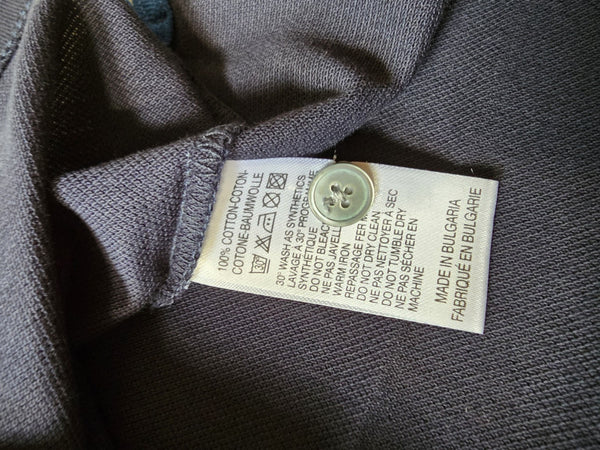 100% COTTON-COTON-
COTONE-BAUMWOLLE
30° WASH AS SYNTHETICS
LAVAGE A 30° PROGRAMME
SYNTHETIQUE
DO NOT BLEACH
NE PAS JAVELL
WARM IRON
REPASSAGE FER M
DO NOT DRY CLEAN
NE PAS NETTOYER A SEC
DO NOT TUMBLE DRY
NE PAS SÉCHER EN
MACHINE
MADE IN BULGARIA
FABRIQUÉ EN BULGARIE